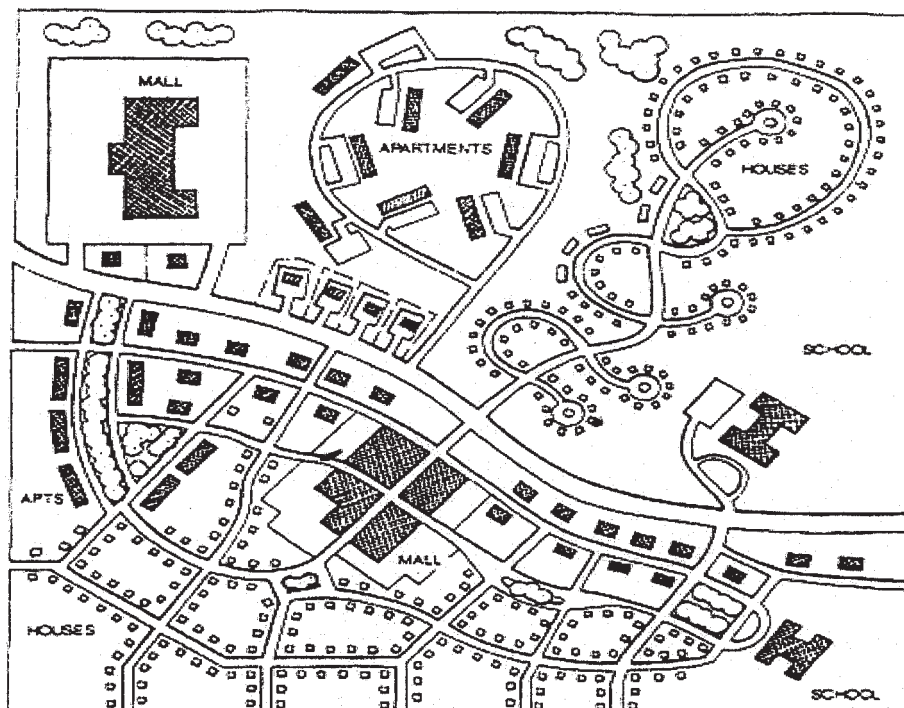 MALL
APARTMENTS
HOUSES
SCHOOL
APTS
MALL
HOUSES
SCHOOL